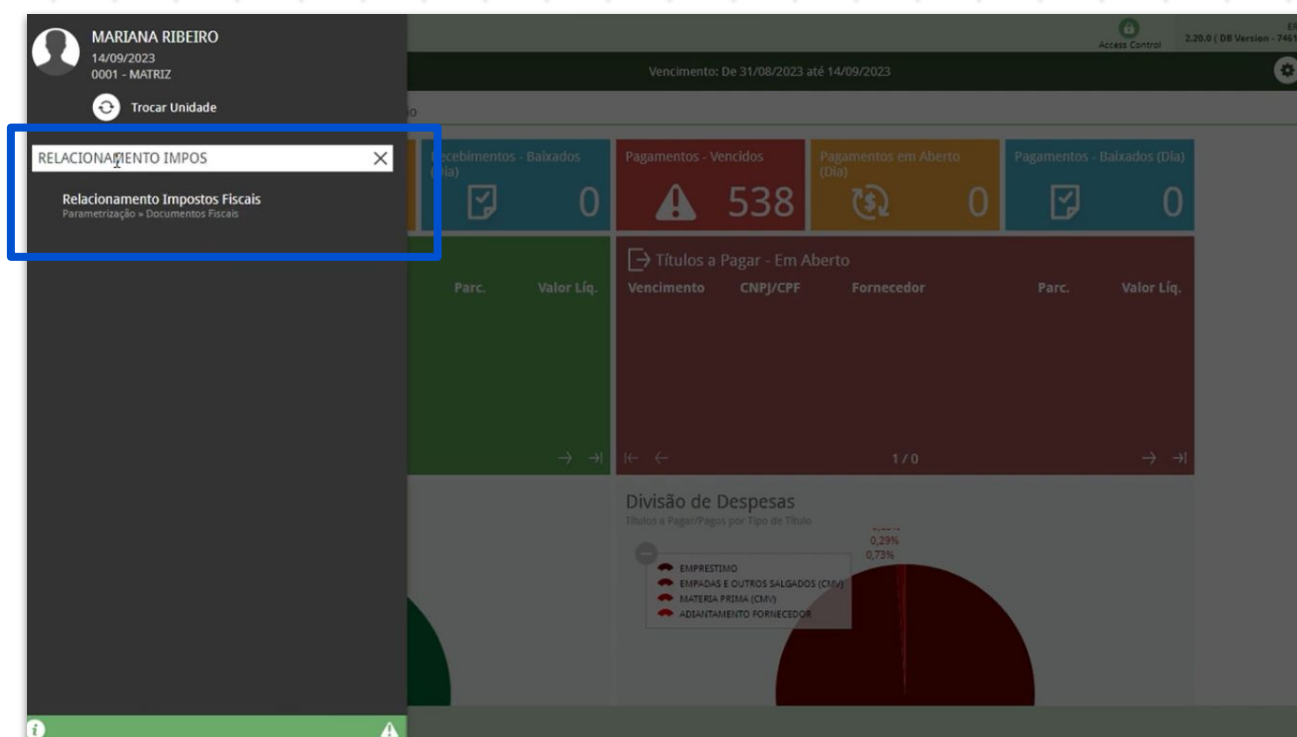 MARIANA RIBEIRO
14/09/2023
0001 - MATRIZ
Trocar Unidade
RELACIONAMENTO IMPOS
Relacionamento Impostos Fiscais
Parametrização » Documentos Fiscais
Access Control
2.20.0 ( DB Version - 7461
Vencimento: De 31/08/2023 até 14/09/2023
Recebimentos - Baixados
(Dia)
0
Pagamentos - Vencidos
538
Pagamentos em Aberto
(Dia)
0
Pagamentos - Baixados (Dia)
0
Parc. Valor Líq.
Títulos a Pagar - Em Aberto
Vencimento CNPJ/CPF Fornecedor Parc. Valor Líq.
1 / 0
Divisão de Despesas
Títulos a Pagar/Pagos por Tipo de Título
0,29%
0,73%
EMPRESTIMO
EMPADAS E OUTROS SALGADOS (CMV)
MATERIA PRIMA (CMV)
ADIANTAMENTO FORNECEDOR